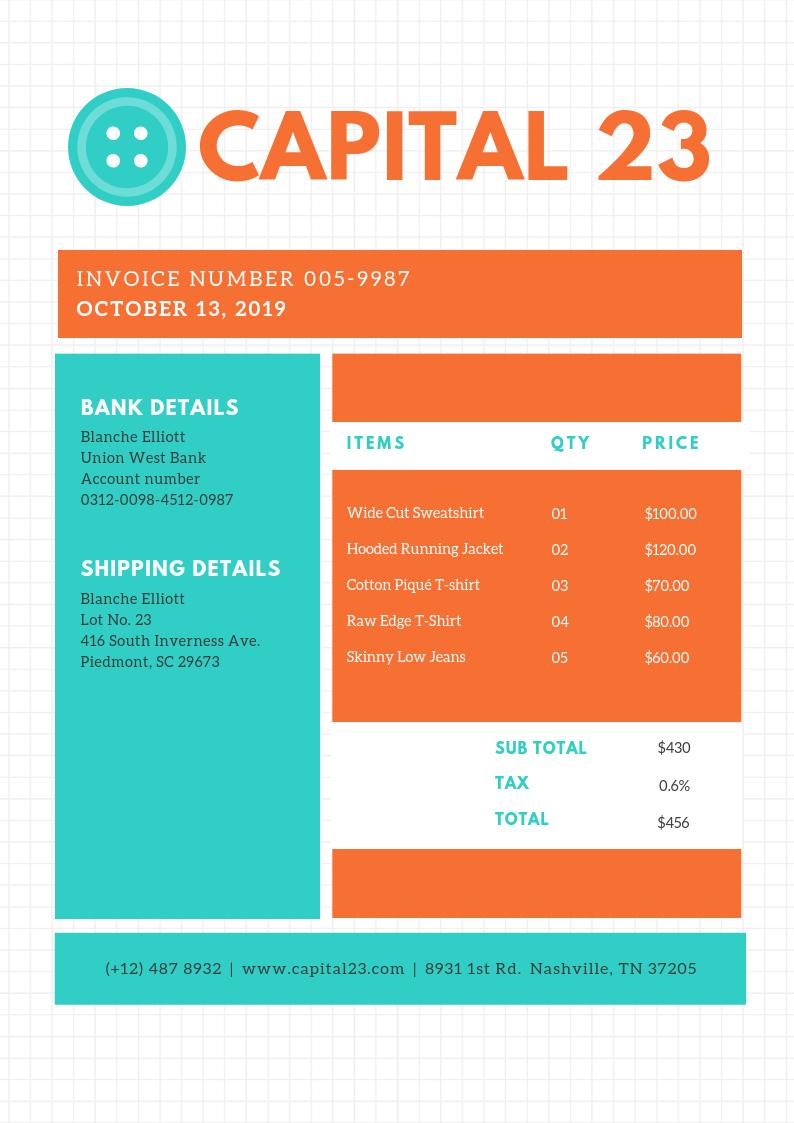 CAPITAL 23
INVOICE NUMBER 005-9987
OCTOBER 13, 2019
BANK DETAILS
Blanche Elliott
Union West Bank
Account number
0312-0098-4512-0987
SHIPPING DETAILS
Blanche Elliott
Lot No. 23
416 South Inverness Ave.
Piedmont, SC 29673
ITEMS QTY PRICE
Wide Cut Sweatshirt 01 $100.00
Hooded Running Jacket 02 $120.00
Cotton Piqué T-shirt 03 $70.00
Raw Edge T-Shirt 04 $80.00
Skinny Low Jeans 05 $60.00
SUB TOTAL $430
TAX 0.6%
TOTAL $456
(+12) 487 8932 | www.capital23.com | 8931 1st Rd. Nashville, TN 37205